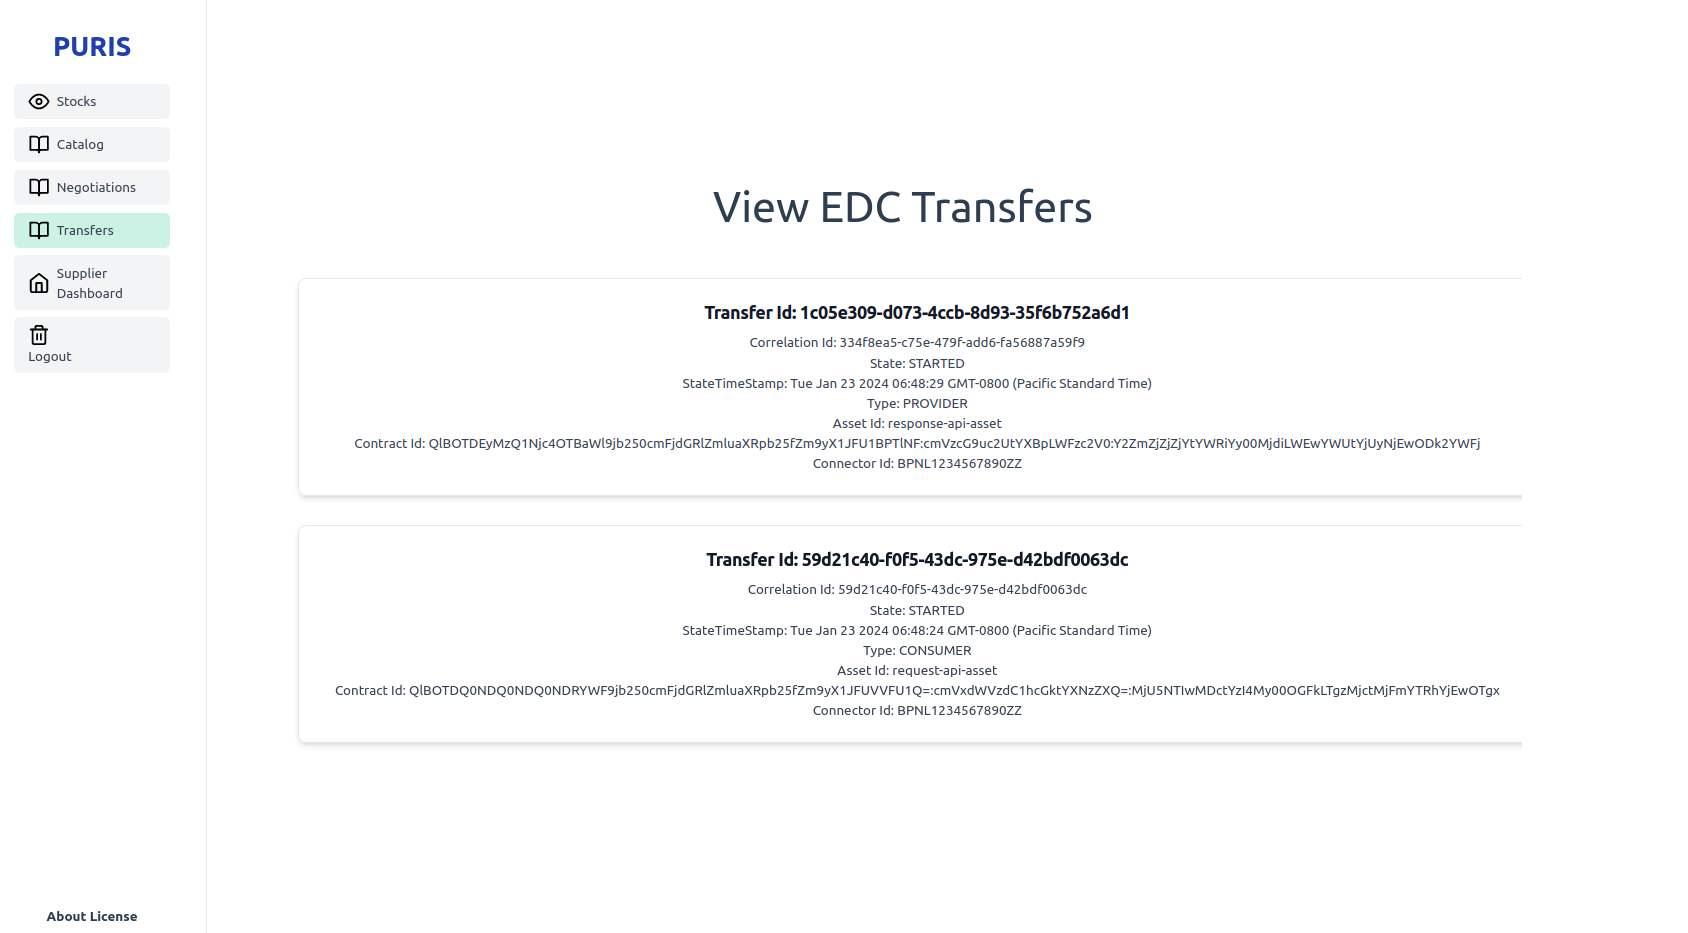 PURIS
Stocks
Catalog
Negotiations
Transfers
Supplier
Dashboard
Logout
About License
View EDC Transfers
Transfer Id: 1c05e309-d073-4ccb-8d93-35f6b752a6d1
Correlation Id: 334f8ea5-c75e-479f-add6-fa56887a59f9
State: STARTED
StateTimeStamp: Tue Jan 23 2024 06:48:29 GMT-0800 (Pacific Standard Time)
Type: PROVIDER
Asset Id: response-api-asset
Contract Id: QlBOTDEyMzQ1Njc4OTBaWl9jb250cmFjdGRlZmluaXRpb25fZm9yX1JFU1BPTlNF:cmVzcG9uc2UtYXBpLWFzc2V0:Y2ZmZjZjZjYtYWRiYy00MjdiLWEwYWUtYjUyNjEwODk2YWFj
Connector Id: BPNL1234567890ZZ
Transfer Id: 59d21c40-f0f5-43dc-975e-d42bdf0063dc
Correlation Id: 59d21c40-f0f5-43dc-975e-d42bdf0063dc
State: STARTED
StateTimeStamp: Tue Jan 23 2024 06:48:24 GMT-0800 (Pacific Standard Time)
Type: CONSUMER
Asset Id: request-api-asset
Contract Id: QlBOTDQ0NDQ0NDQ0NDRYWF9jb250cmFjdGRlZmluaXRpb25fZm9yX1JFUVVFU1Q=:cmVxdWVzdC1hcGktYXNzZXQ=:MjU5NTIwMDctYzI4My00OGFkLTgzMjctMjFmYTRhYjEwOTgx
Connector Id: BPNL1234567890ZZ